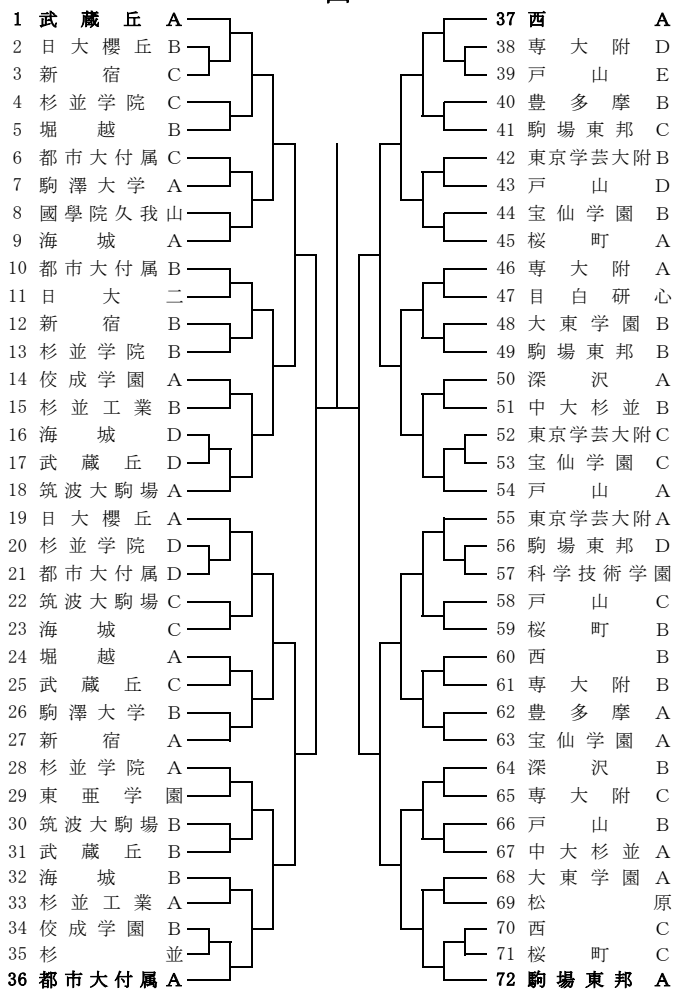 1 武蔵丘 A
2 日大櫻丘 B
3 新宿 C
4 杉並学院 C
5 堀越 B
6 都市大付属 C
7 駒澤大学 A
8 國學院久我山
9 海城 A
10 都市大付属 B
11 日大二
12 新宿 B
13 杉並学院 B
14 佼成学園 A
15 杉並工業 B
16 海城 D
17 武蔵丘 D
18 筑波大駒場 A
19 日大櫻丘 A
20 杉並学院 D
21 都市大付属 D
22 筑波大駒場 C
23 海城 C
24 堀越 A
25 武蔵丘 C
26 駒澤大学 B
27 新宿 A
28 杉並学院 A
29 東亜学園
30 筑波大駒場 B
31 武蔵丘 B
32 海城 B
33 杉並工業 A
34 佼成学園 B
35 杉並
36 都市大付属 A
37 西 A
38 専大附 D
39 戸山 E
40 豊多摩 B
41 駒場東邦 C
42 東京学芸大附 B
43 戸山 D
44 宝仙学園 B
45 桜町 A
46 専大附 A
47 目白研心
48 大東学園 B
49 駒場東邦 B
50 深沢 A
51 中大杉並 B
52 東京学芸大附 C
53 宝仙学園 C
54 戸山 A
55 東京学芸大附 A
56 駒場東邦 D
57 科学技術学園
58 戸山 C
59 桜町 B
60 西 B
61 専大附 B
62 豊多摩 A
63 宝仙学園 A
64 深沢 B
65 専大附 C
66 戸山 B
67 中大杉並 A
68 大東学園 A
69 松原
70 西 C
71 桜町 C
72 駒場東邦 A